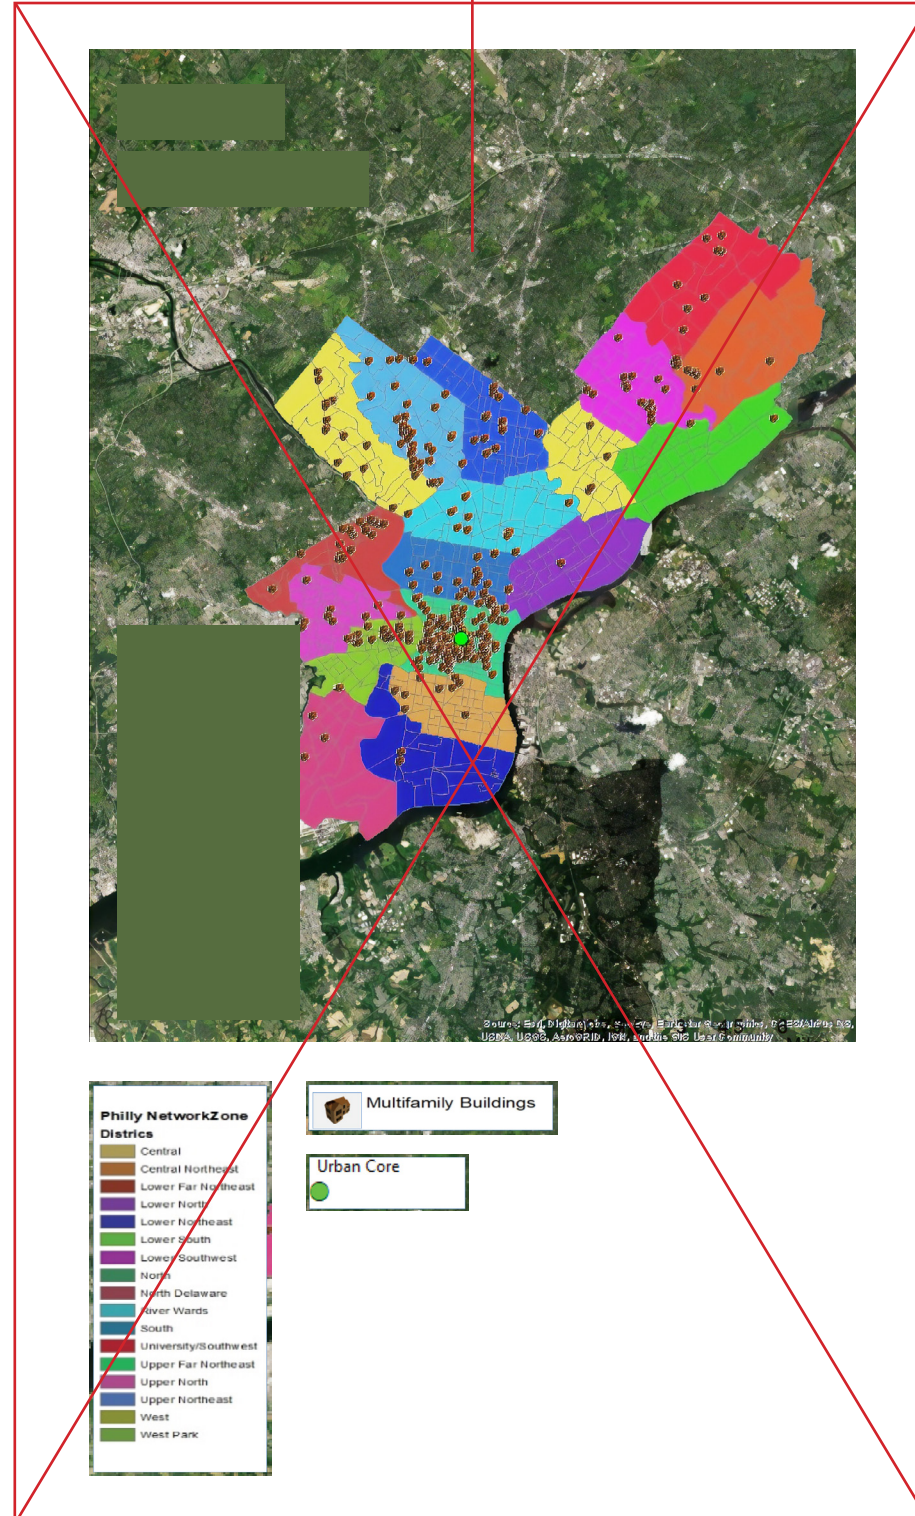 Source: Esri, DigitalGlobe, GeoEye, Earthstar Geographics, CNES/Airbus DS,
USDA, USGS, AeroGRID, IGN, and the GIS User Community
Philly NetworkZone
Districs
Central
Central Northeast
Lower Far Northeast
Lower North
Lower Northeast
Lower South
Lower Southwest
North
North Delaware
River Wards
South
University/Southwest
Upper Far Northeast
Upper North
Upper Northeast
West
West Park
Multifamily Buildings
Urban Core